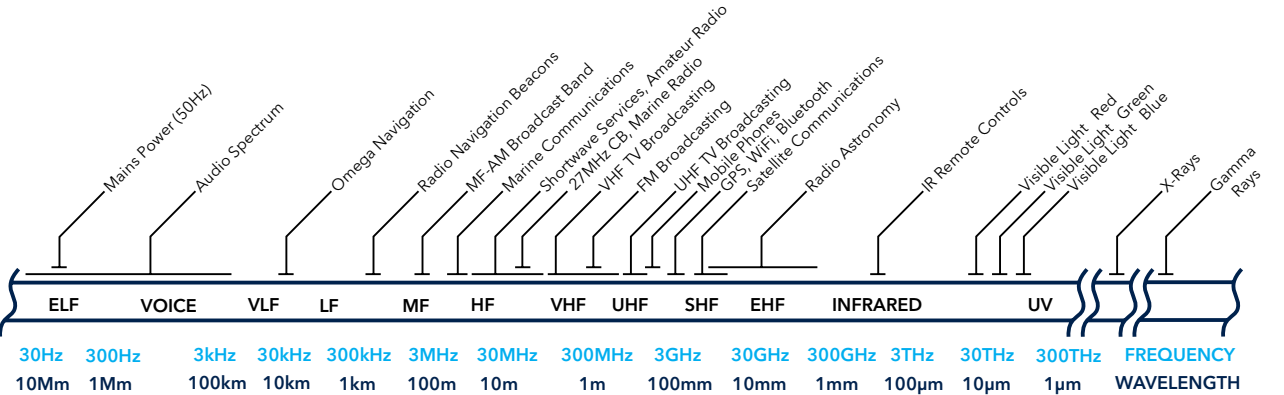 Mains Power (50Hz)
Audio Spectrum
Omega Navigation
Radio Navigation Beacons
MF-AM Broadcast Band
Marine Communications
Shortwave Services, Amateur Radio
27MHz CB, Marine Radio
VHF TV Broadcasting
FM Broadcasting
UHF TV Broadcasting
Mobile Phones
GPS, WiFi, Bluetooth
Satellite Communications
Radio Astronomy
IR Remote Controls
Visible Light Red
Visible Light Green
Visible Light Blue
X-Rays
Gamma
Rays
ELF VOICE VLF LF MF HF VHF UHF SHF EHF INFRARED UV
30Hz 300Hz 3kHz 30kHz 300kHz 3MHz 30MHz 300MHz 3GHz 30GHz 300GHz 3THz 30THz 300THz FREQUENCY
10Mm 1Mm 100km 10km 1km 100m 10m 1m 100mm 10mm 1mm 100µm 10µm 1µm WAVELENGTH